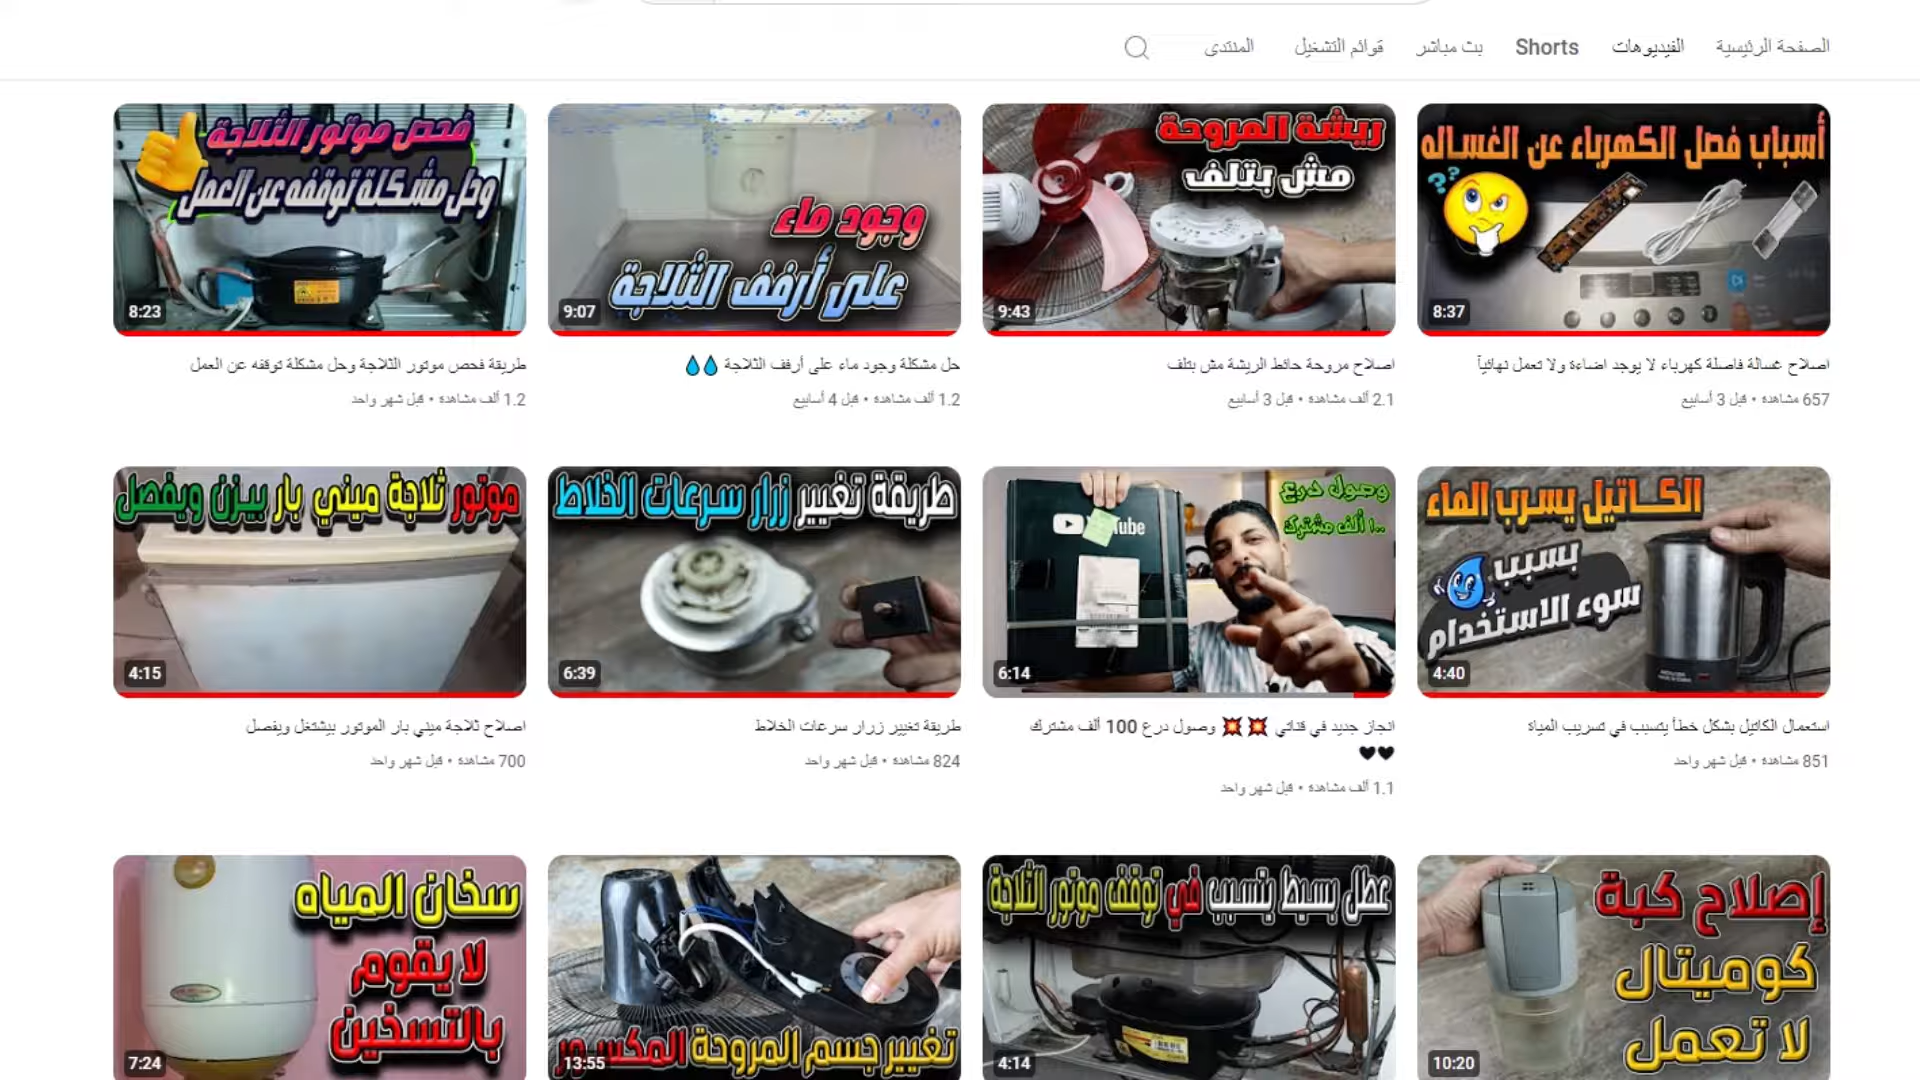 الصفحة الرئيسية
الفيديوهات
Shorts
بث مباشر
قوائم التشغيل
المنتدى
أسباب فصل الكهرباء عن الغساله
??
8:37
اصلاح غسالة فاصلة كهرباء لا يوجد اضاءة ولا تعمل نهائياً
657 مشاهدة • قبل 3 أسابيع
ريشة المروحة
مش بتلف
9:43
اصلاح مروحة حائط الريشة مش بتلف
2.1 ألف مشاهدة • قبل 3 أسابيع
وجود ماء
على أرفف الثلاجة
9:07
حل مشكلة وجود ماء على أرفف الثلاجة 💧💧
1.2 ألف مشاهدة • قبل 4 أسابيع
فحص موتور الثلاجة
وحل مشكلة توقفه عن العمل
8:23
طريقة فحص موتور الثلاجة وحل مشكلة توقفه عن العمل
1.2 ألف مشاهدة • قبل شهر واحد
الكاتيل يسرب الماء
بسبب
سوء الاستخدام
4:40
استعمال الكاتيل بشكل خطأ يتسبب في تسريب المياة
851 مشاهدة • قبل شهر واحد
وصول درع
١٠٠ ألف مشترك
6:14
انجاز جديد في قناتي 💥💥 وصول درع 100 ألف مشترك
🖤🖤
1.1 ألف مشاهدة • قبل شهر واحد
طريقة تغيير زرار سرعات الخلاط
6:39
طريقة تغيير زرار سرعات الخلاط
824 مشاهدة • قبل شهر واحد
موتور ثلاجة ميني بار بيزن ويفصل
4:15
اصلاح ثلاجة ميني بار الموتور بيشتغل ويفصل
700 مشاهدة • قبل شهر واحد
إصلاح كبة
كوميتال
لا تعمل
10:20
عطل بسيط يتسبب في توقف موتور الثلاجة
4:14
تغيير جسم المروحة المكسور
13:55
سخان المياه
لا يقوم
بالتسخين
7:24